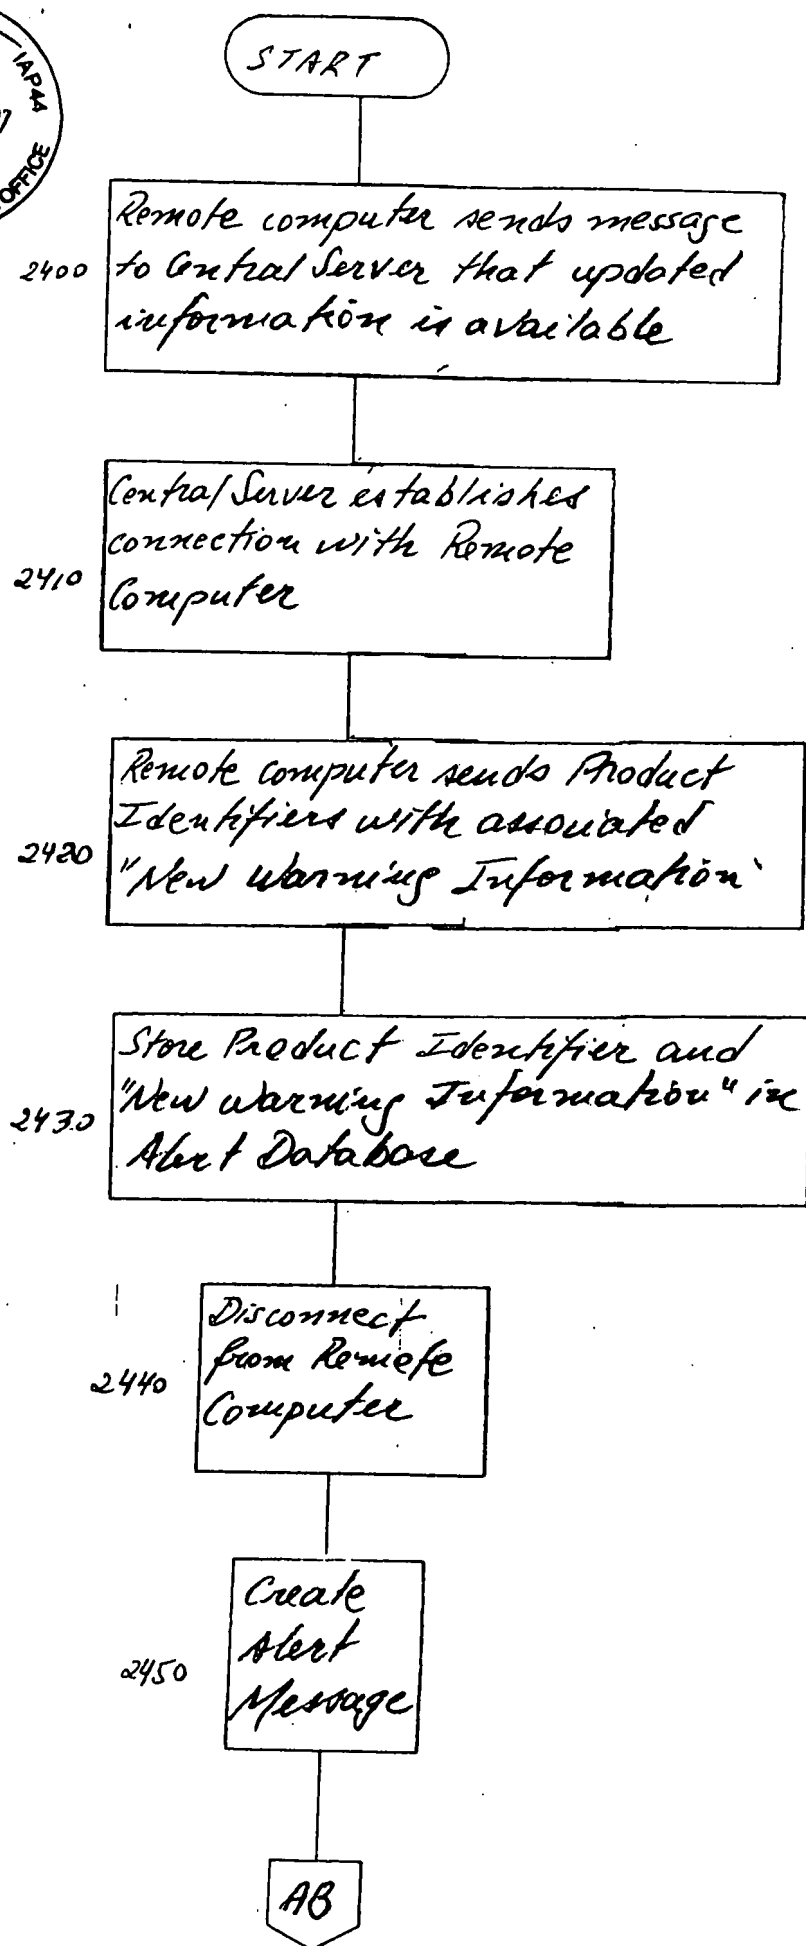 IAP44
OFFICE
START
2400
Remote computer sends message
to Central Server that updated
information is available
2410
Central Server establishes
connection with Remote
Computer
2420
Remote computer sends Product
Identifiers with associated
"New Warning Information"
2430
Store Product Identifier and
"New Warning Information" in
Alert Database
2440
Disconnect
from Remote
Computer
2450
Create
Alert
Message
AB